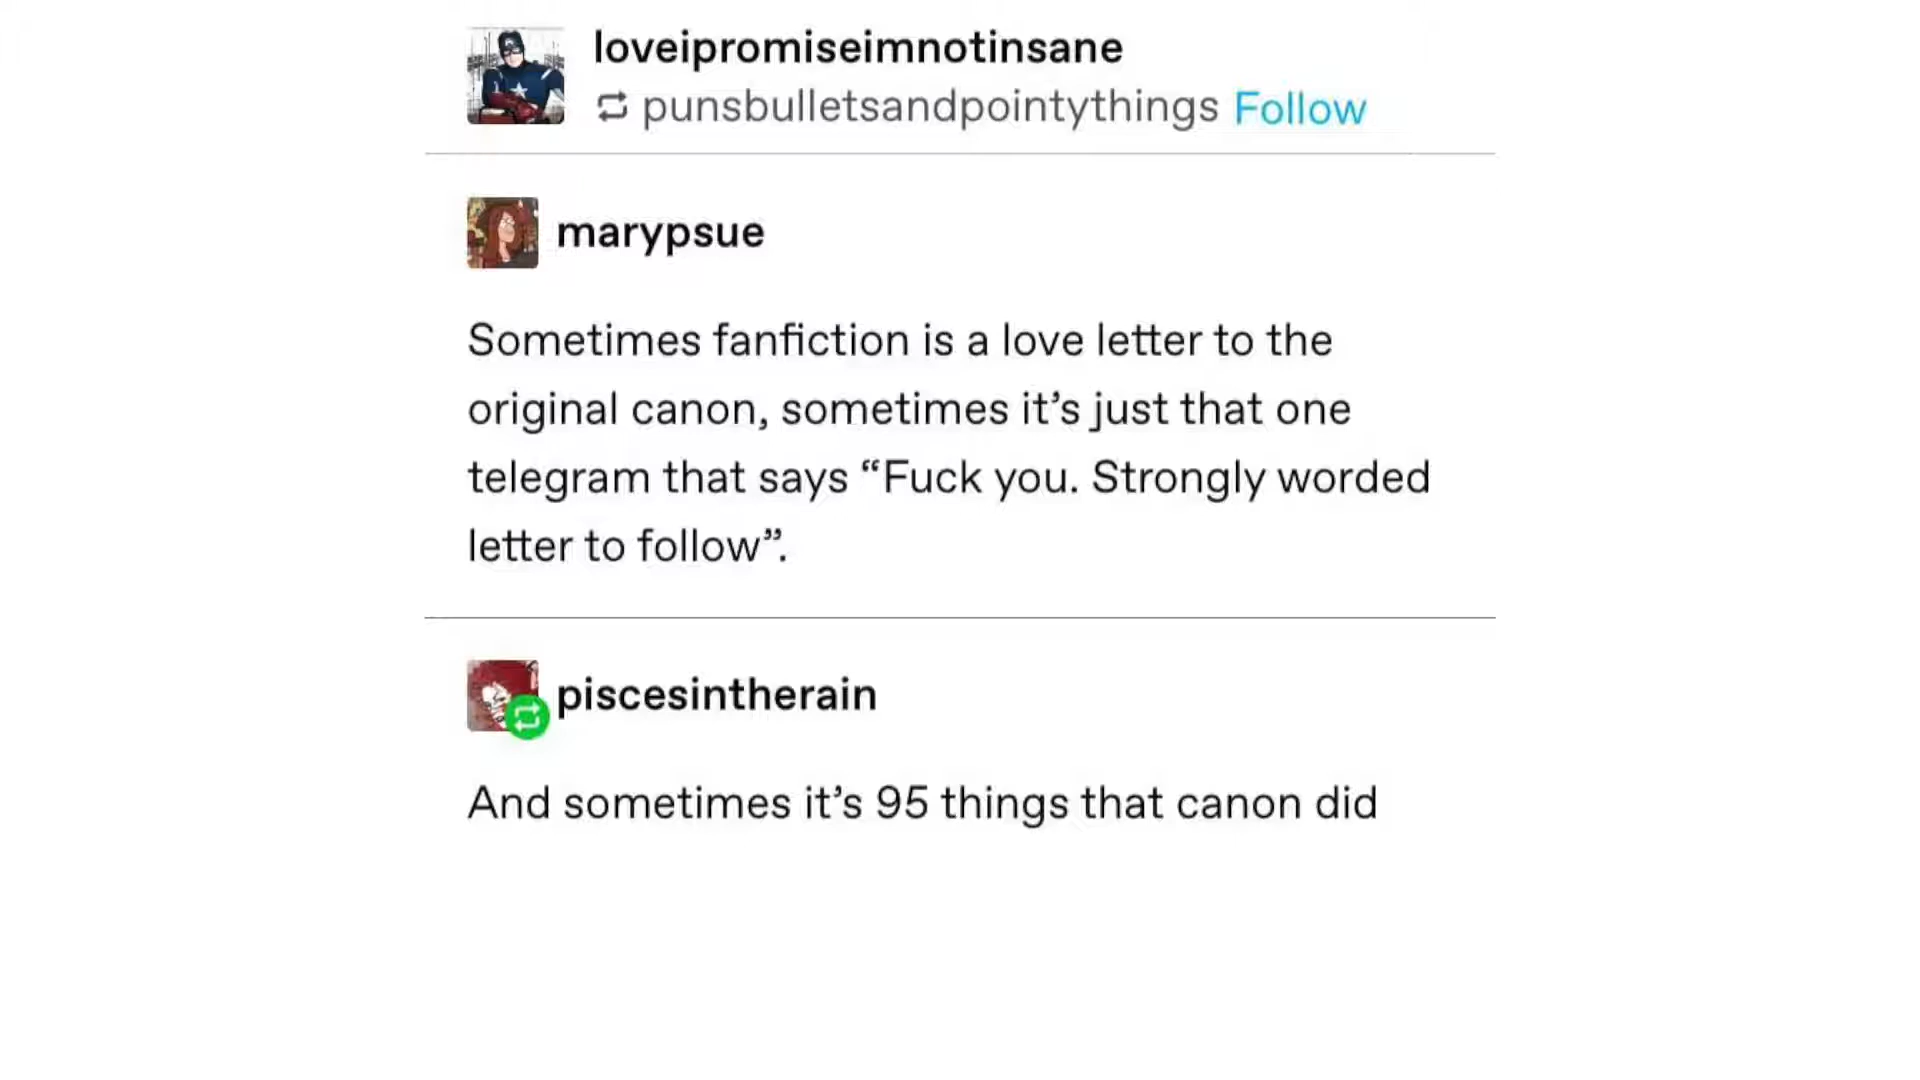 loveipromiseimnotinsane
punsbulletsandpointythings Follow
marypsue
Sometimes fanfiction is a love letter to the
original canon, sometimes it’s just that one
telegram that says “Fuck you. Strongly worded
letter to follow”.
piscesintherain
And sometimes it’s 95 things that canon did